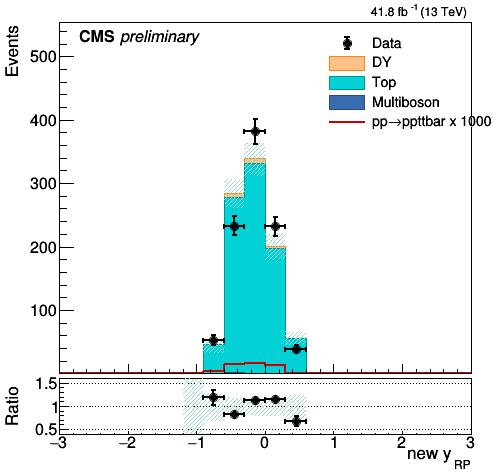 41.8 fb⁻¹ (13 TeV)
CMS preliminary
Events
500
400
300
200
100
Data
DY
Top
Multiboson
pp→ppttbar x 1000
Ratio
1.5
1
0.5
−3 −2 −1 0 1 2 3
new y_RP